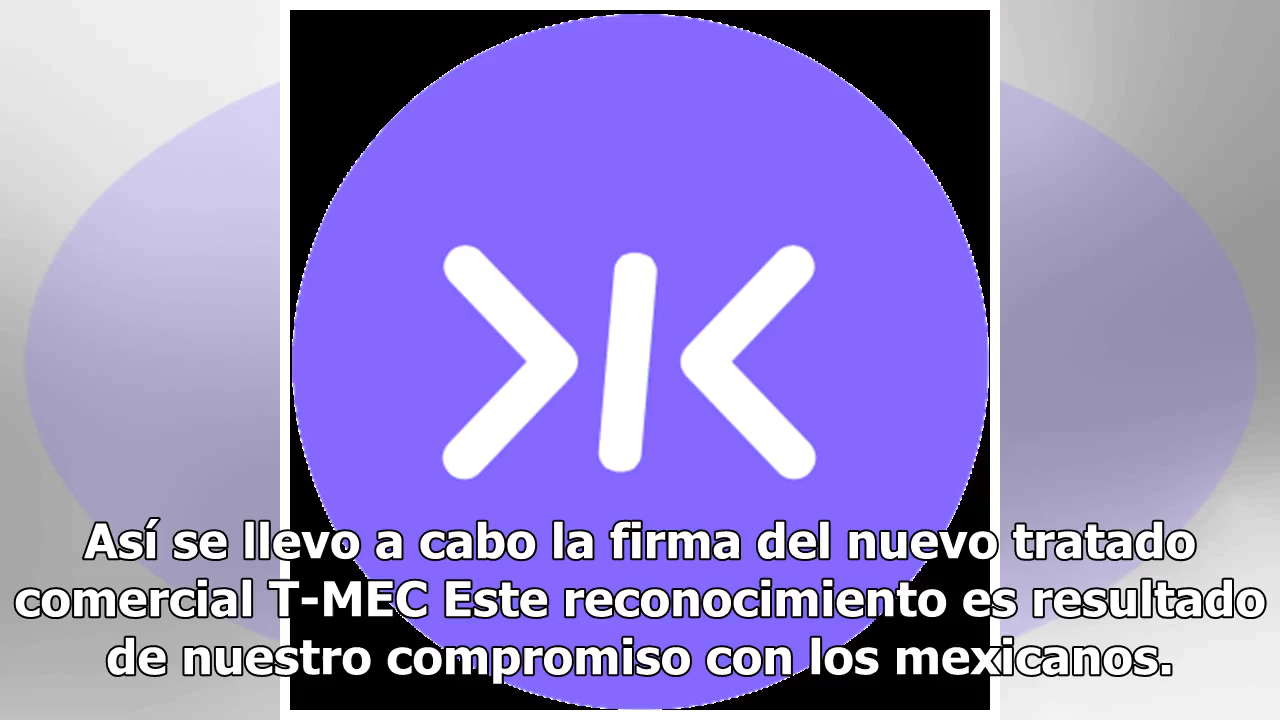 Así se llevo a cabo la firma del nuevo tratado
comercial T-MEC Este reconocimiento es resultado
de nuestro compromiso con los mexicanos.